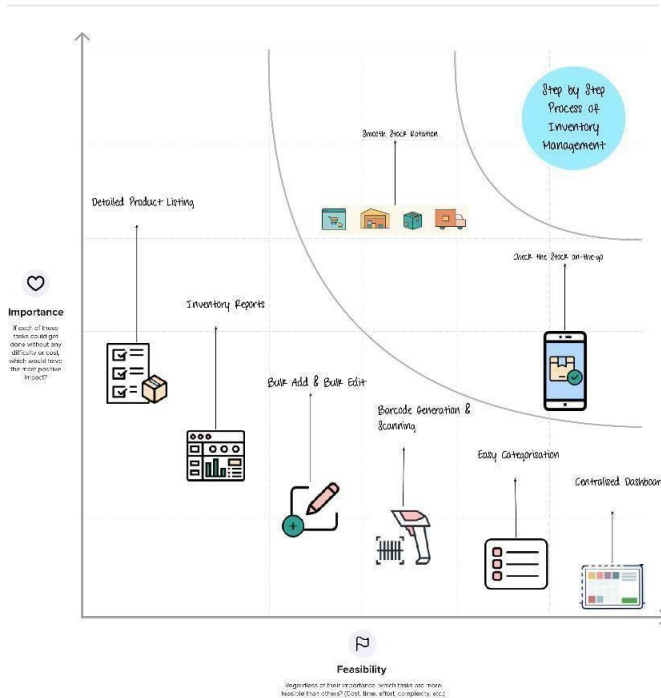 Step by Step
Process of
Inventory
Management
Smooth Stock Rotation
Detailed Product Listing
Check the Stock on-the-go
Inventory Reports
Importance
If each of these
tasks could get
done without any
difficulty or cost,
which would have
the most positive
impact?
Bulk Add & Bulk Edit
Barcode Generation &
Scanning
Easy Categorisation
Centralised Dashboar
Feasibility
Regardless of their importance, which tasks are more
feasible than others? (Cost, time, effort, complexity, etc.)